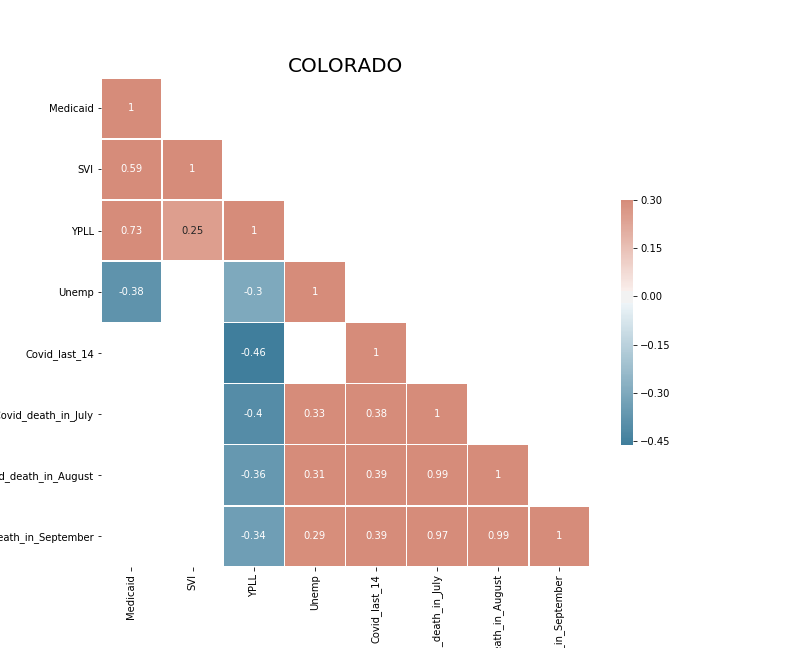 COLORADO
Medicaid 1
SVI 0.59 1
YPLL 0.73 0.25 1
Unemp -0.38 -0.3 1
Covid_last_14 -0.46 1
Covid_death_in_July -0.4 0.33 0.38 1
d_death_in_August -0.36 0.31 0.39 0.99 1
eath_in_September -0.34 0.29 0.39 0.97 0.99 1
Medicaid
SVI
YPLL
Unemp
Covid_last_14
_death_in_July
eath_in_August
_in_September
0.30
0.15
0.00
−0.15
−0.30
−0.45